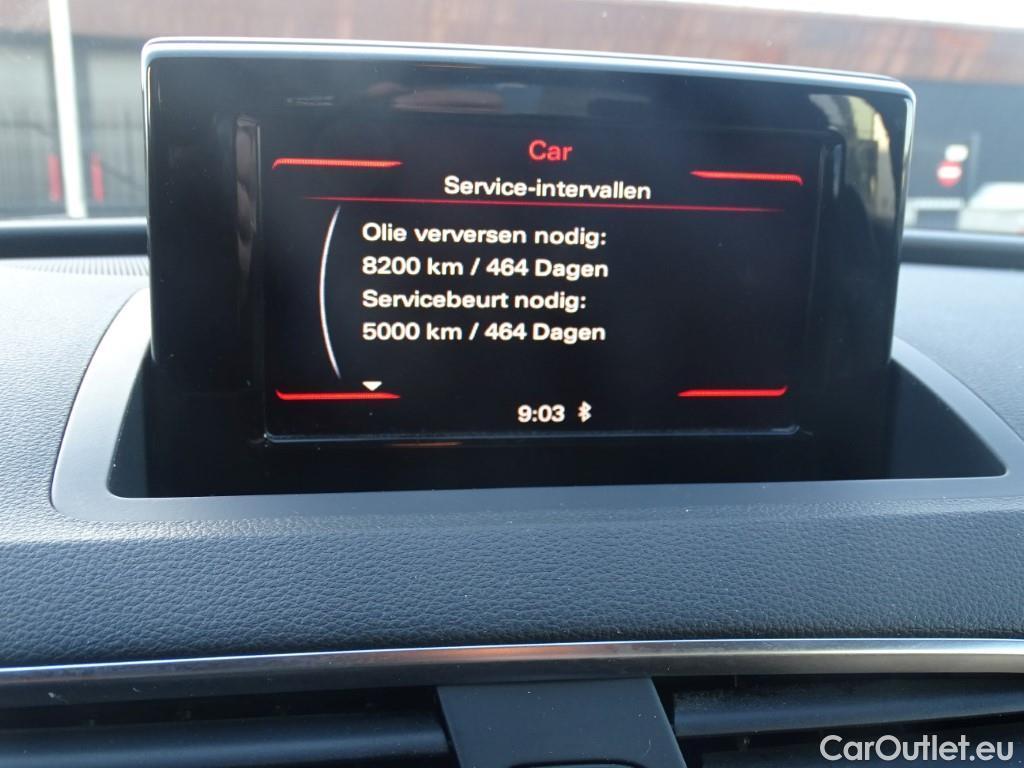 Car
Service-intervallen
Olie verversen nodig:
8200 km / 464 Dagen
Servicebeurt nodig:
5000 km / 464 Dagen
9:03
CarOutlet.eu